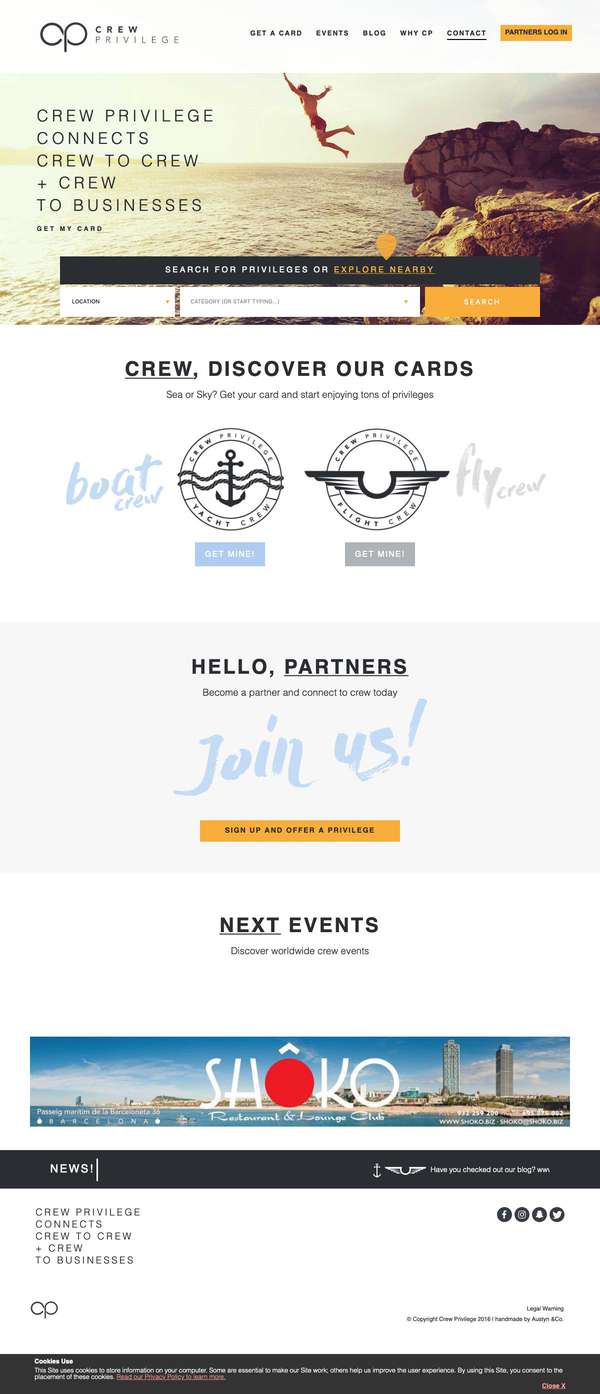 CREW
PRIVILEGE
GET A CARD EVENTS BLOG WHY CP CONTACT PARTNERS LOG IN
CREW PRIVILEGE
CONNECTS
CREW TO CREW
+ CREW
TO BUSINESSES
GET MY CARD
SEARCH FOR PRIVILEGES OR EXPLORE NEARBY
LOCATION CATEGORY (OR START TYPING...) SEARCH
CREW, DISCOVER OUR CARDS
Sea or Sky? Get your card and start enjoying tons of privileges
boat crew
CREW PRIVILEGE
YACHT CREW
CREW PRIVILEGE
FLIGHT CREW
fly crew
GET MINE! GET MINE!
HELLO, PARTNERS
Become a partner and connect to crew today
Join us!
SIGN UP AND OFFER A PRIVILEGE
NEXT EVENTS
Discover worldwide crew events
SHÔKO
Restaurant & Lounge Club
Passeig marítim de la Barceloneta 36
BARCELONA
WWW.SHOKO.BIZ · SHOKO@SHOKO.BIZ
NEWS! Have you checked out our blog? ww
CREW PRIVILEGE
CONNECTS
CREW TO CREW
+ CREW
TO BUSINESSES
cp
Legal Warning
© Copyright Crew Privilege 2016 | handmade by Austyn &Co.
Cookies Use
This Site uses cookies to store information on your computer. Some are essential to make our Site work; others help us improve the user experience. By using this Site, you consent to the
placement of these cookies. Read our Privacy Policy to learn more.
Close X